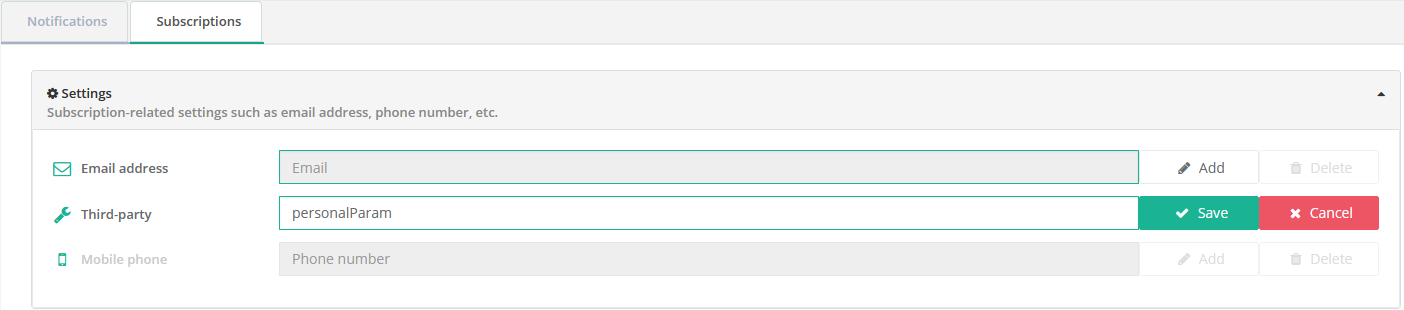 Notifications Subscriptions
Settings
Subscription-related settings such as email address, phone number, etc.
Email address Email Add Delete
Third-party personalParam Save Cancel
Mobile phone Phone number Add Delete